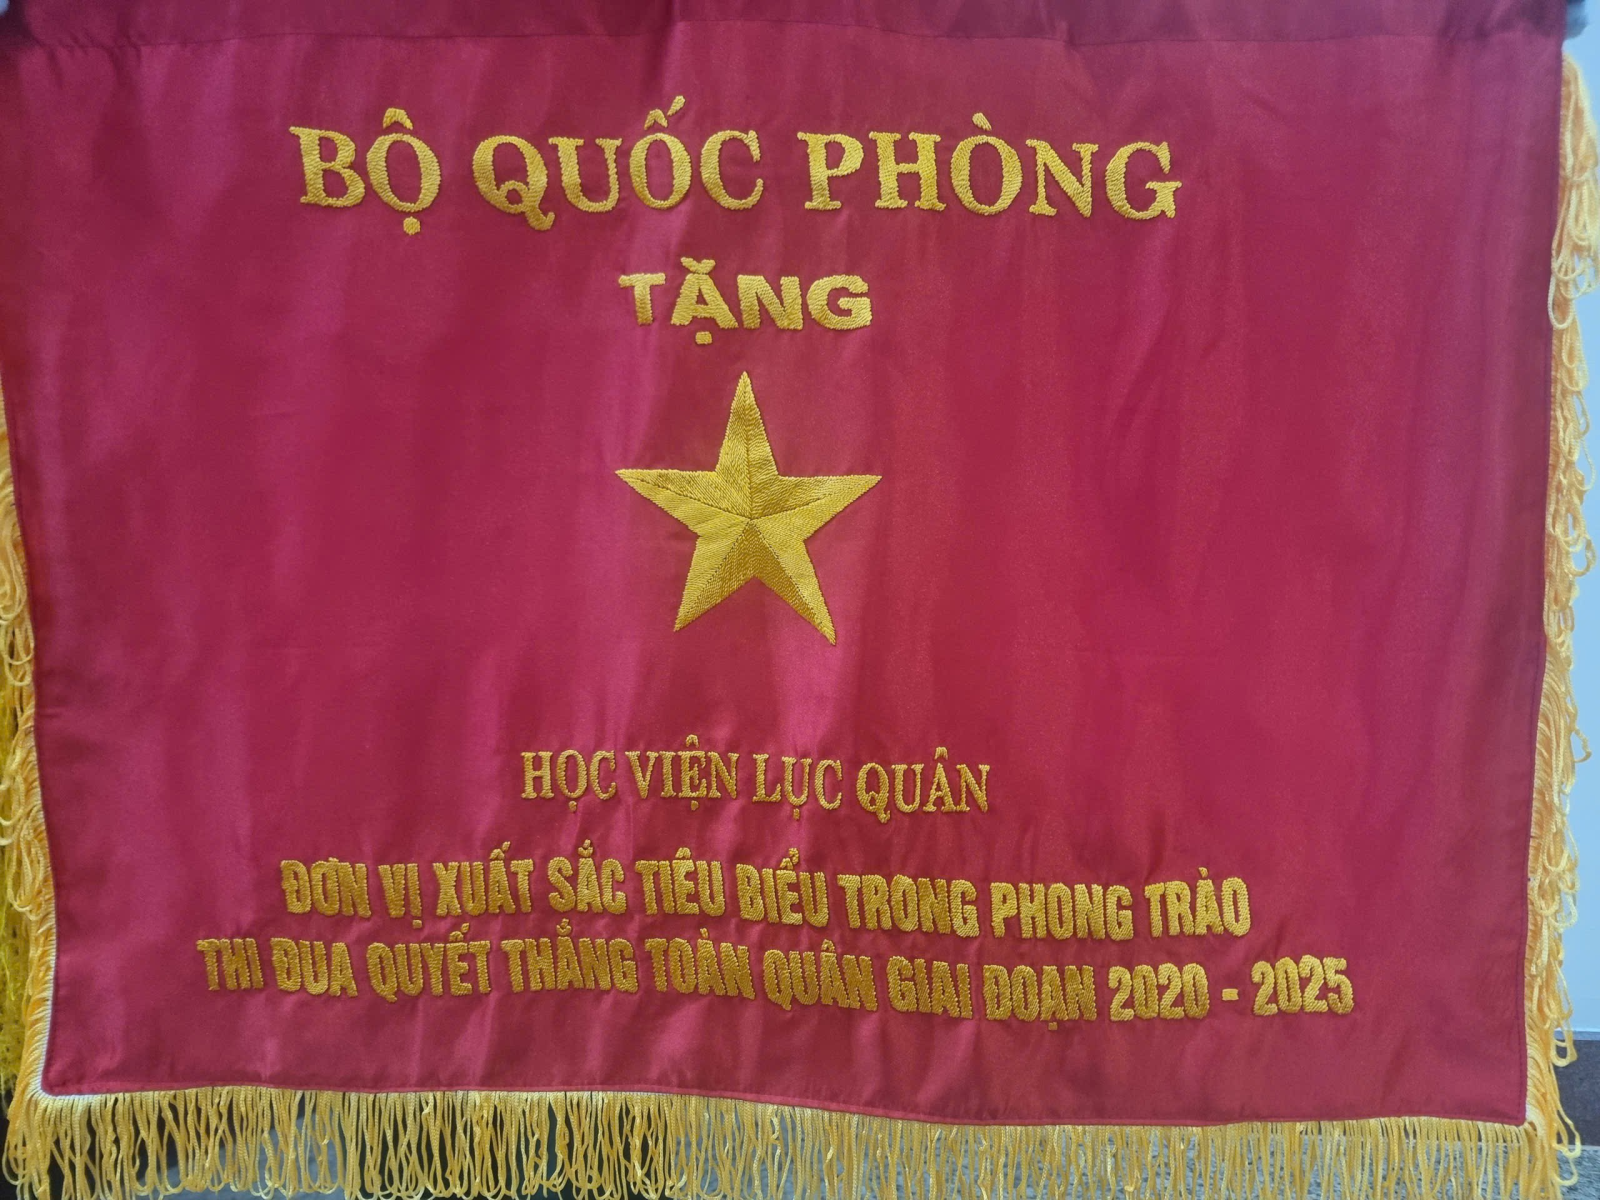 BỘ QUỐC PHÒNG
TẶNG
HỌC VIỆN LỤC QUÂN
ĐƠN VỊ XUẤT SẮC TIÊU BIỂU TRONG PHONG TRÀO
THI ĐUA QUYẾT THẮNG TOÀN QUÂN GIAI ĐOẠN 2020 - 2025